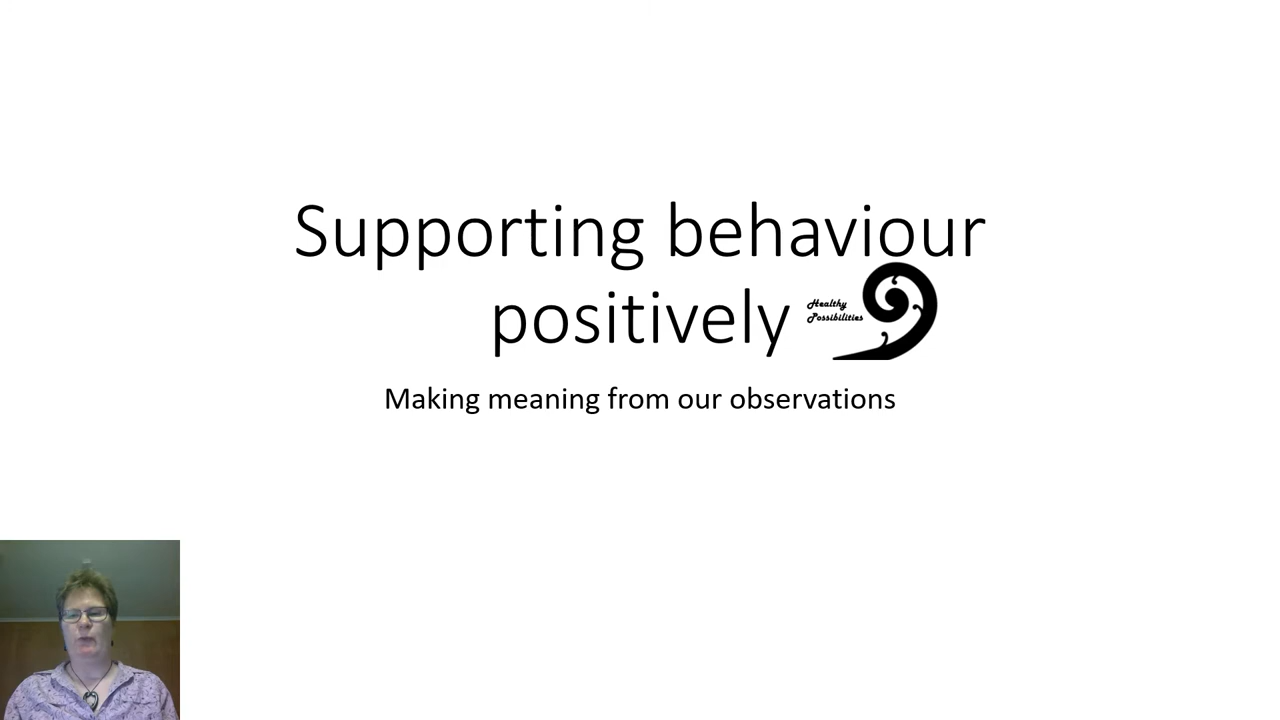 Supporting behaviour
positively
Healthy
Possibilities
Making meaning from our observations